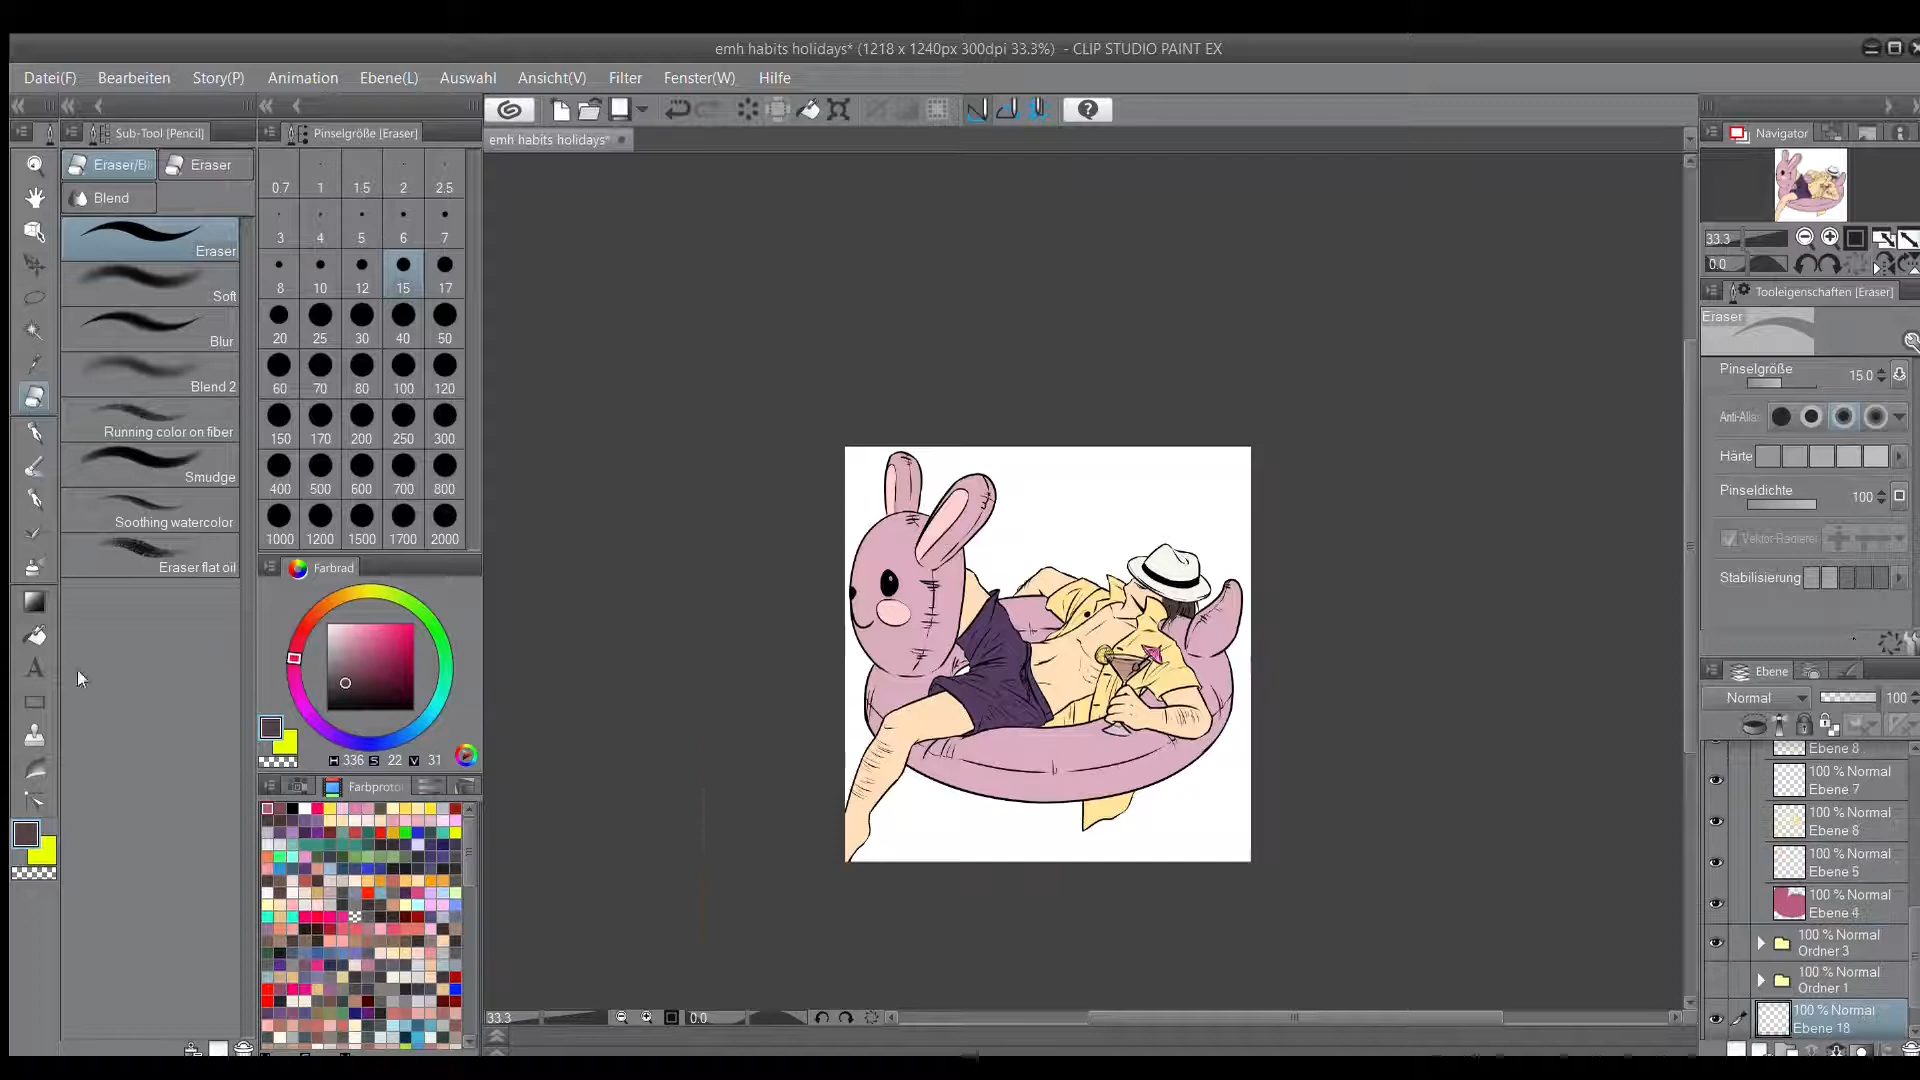 emh habits holidays* (1218 x 1240px 300dpi 33.3%) - CLIP STUDIO PAINT EX
Datei(F) Bearbeiten Story(P) Animation Ebene(L) Auswahl Ansicht(V) Filter Fenster(W) Hilfe
Sub-Tool [Pencil] Pinselgröße [Eraser]
emh habits holidays*
Navigator
Eraser/Bl Eraser
Blend
Eraser
Soft
Blur
Blend 2
Running color on fiber
Smudge
Soothing watercolor
Eraser flat oil
0.7 1 1.5 2 2.5
3 4 5 6 7
8 10 12 15 17
20 25 30 40 50
60 70 80 100 120
150 170 200 250 300
400 500 600 700 800
1000 1200 1500 1700 2000
Farbrad
H 336 S 22 V 31
Farbproto
33.3 0.0
33.3
0.0
Tooleigenschaften [Eraser]
Eraser
Pinselgröße 15.0
Anti-Alia
Härte
Pinseldichte 100
Vektor-Radierer
Stabilisierung
Ebene
Normal 100
Ebene 8
100 % Normal
Ebene 7
100 % Normal
Ebene 6
100 % Normal
Ebene 5
100 % Normal
Ebene 4
100 % Normal
Ordner 3
100 % Normal
Ordner 1
100 % Normal
Ebene 18